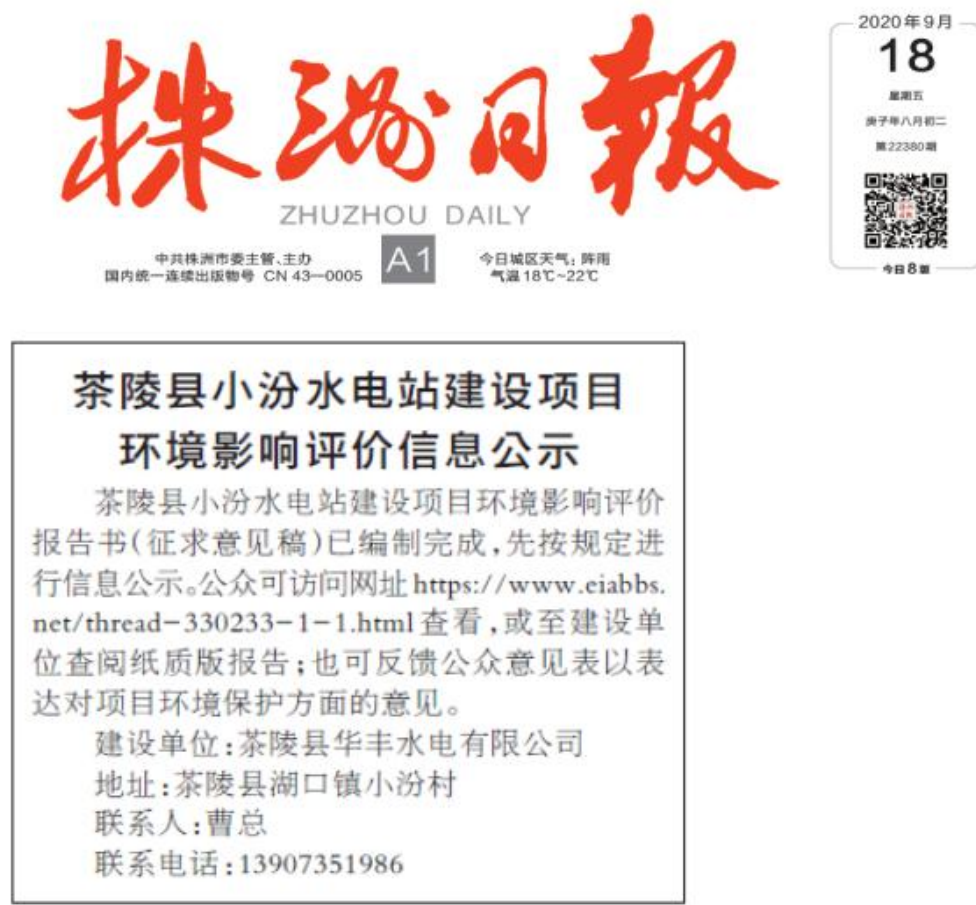 株洲日报
ZHUZHOU DAILY
中共株洲市委主管、主办
国内统一连续出版物号 CN 43—0005
A1
今日城区天气：阵雨
气温18℃~22℃
2020年9月
18
星期五
庚子年八月初二
第22380期
今日8版
茶陵县小汾水电站建设项目
环境影响评价信息公示
茶陵县小汾水电站建设项目环境影响评价
报告书(征求意见稿)已编制完成,先按规定进
行信息公示。公众可访问网址https://www.eiabbs.
net/thread-330233-1-1.html查看,或至建设单
位查阅纸质版报告;也可反馈公众意见表以表
达对项目环境保护方面的意见。
建设单位:茶陵县华丰水电有限公司
地址:茶陵县湖口镇小汾村
联系人:曹总
联系电话:13907351986